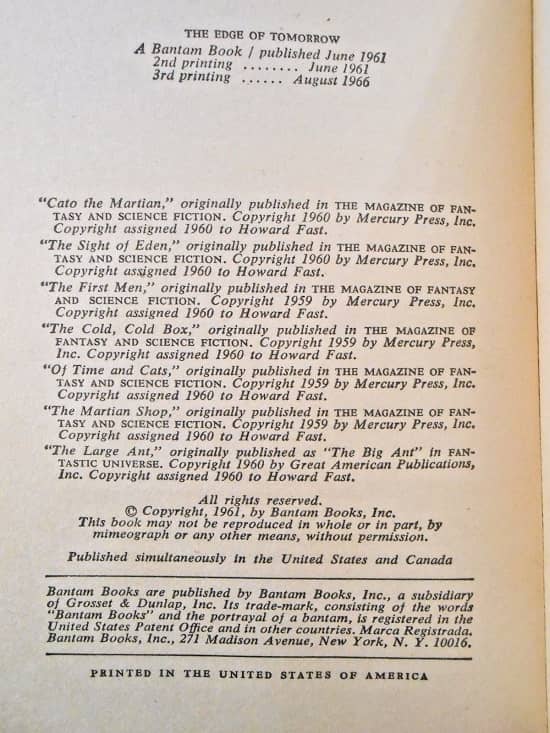 THE EDGE OF TOMORROW
A Bantam Book / published June 1961
2nd printing ........ June 1961
3rd printing ...... August 1966
"Cato the Martian," originally published in THE MAGAZINE OF FAN-
TASY AND SCIENCE FICTION. Copyright 1960 by Mercury Press, Inc.
Copyright assigned 1960 to Howard Fast.
"The Sight of Eden," originally published in THE MAGAZINE OF FAN-
TASY AND SCIENCE FICTION. Copyright 1960 by Mercury Press, Inc.
Copyright assigned 1960 to Howard Fast.
"The First Men," originally published in THE MAGAZINE OF FANTASY
AND SCIENCE FICTION. Copyright 1959 by Mercury Press, Inc.
Copyright assigned 1960 to Howard Fast.
"The Cold, Cold Box," originally published in THE MAGAZINE OF
FANTASY AND SCIENCE FICTION. Copyright 1959 by Mercury Press,
Inc. Copyright assigned 1960 to Howard Fast.
"Of Time and Cats," originally published in THE MAGAZINE OF FAN-
TASY AND SCIENCE FICTION. Copyright 1959 by Mercury Press, Inc.
Copyright assigned 1960 to Howard Fast.
"The Martian Shop," originally published in THE MAGAZINE OF FAN-
TASY AND SCIENCE FICTION. Copyright 1959 by Mercury Press, Inc.
Copyright assigned 1960 to Howard Fast.
"The Large Ant," originally published as "The Big Ant" in FAN-
TASTIC UNIVERSE. Copyright 1960 by Great American Publications,
Inc. Copyright assigned 1960 to Howard Fast.
All rights reserved.
© Copyright, 1961, by Bantam Books, Inc.
This book may not be reproduced in whole or in part, by
mimeograph or any other means, without permission.
Published simultaneously in the United States and Canada
Bantam Books are published by Bantam Books, Inc., a subsidiary
of Grosset & Dunlap, Inc. Its trade-mark, consisting of the words
"Bantam Books" and the portrayal of a bantam, is registered in the
United States Patent Office and in other countries. Marca Registrada.
Bantam Books, Inc., 271 Madison Avenue, New York, N. Y. 10016.
PRINTED IN THE UNITED STATES OF AMERICA